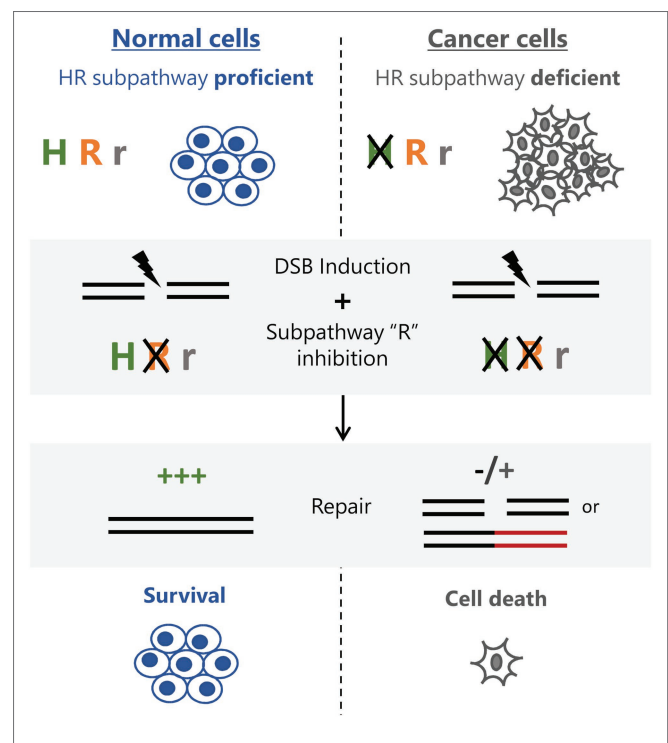 Normal cells
Cancer cells
HR subpathway proficient
HR subpathway deficient
H R r
H R r
DSB Induction
+
Subpathway “R”
inhibition
H R r
H R r
+++
-/+
Repair
or
Survival
Cell death